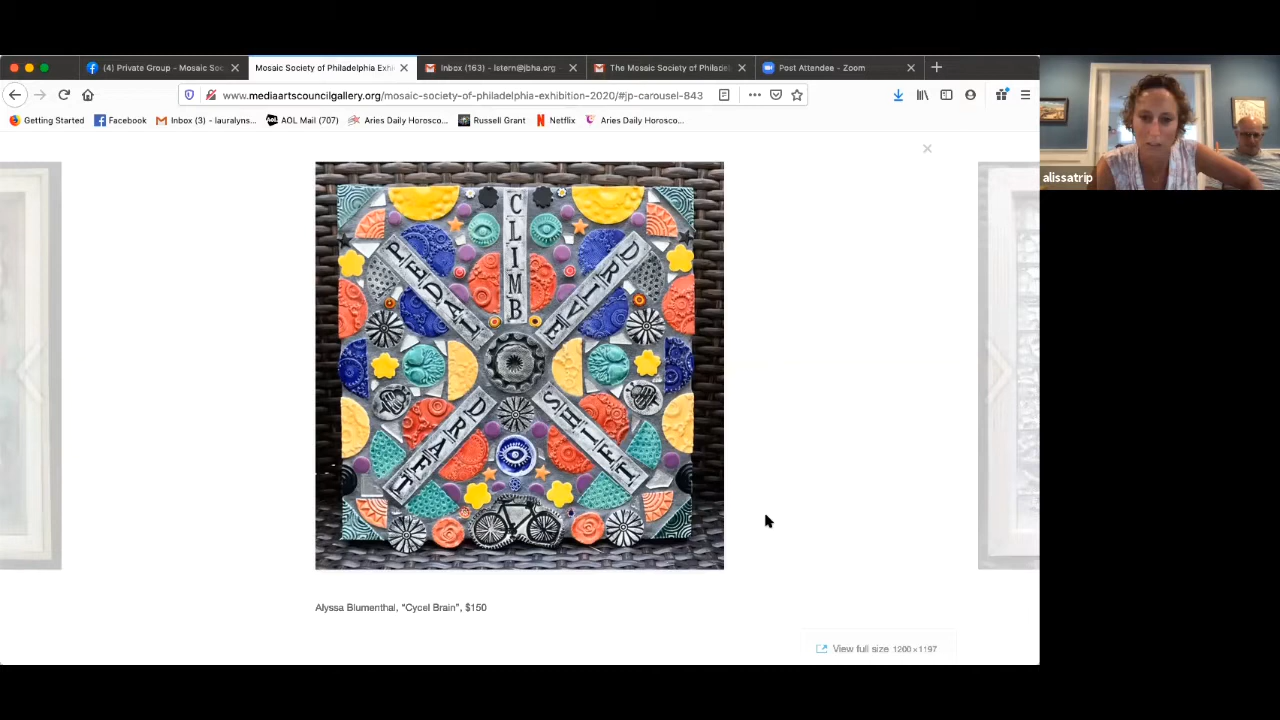 (4) Private Group - Mosaic Soc
Mosaic Society of Philadelphia Exhi
Inbox (163) - lstern@jbha.org
The Mosaic Society of Philadel
Post Attendee - Zoom
www.mediaartscouncilgallery.org/mosaic-society-of-philadelphia-exhibition-2020/#jp-carousel-843
Getting Started
Facebook
Inbox (3) - lauralyns...
AOL Mail (707)
Aries Daily Horosco...
Russell Grant
Netflix
Aries Daily Horosco...
alissatrip
CLIMB
PEDAL
DRIVE
DRAFT
SHIFT
Alyssa Blumenthal, "Cycel Brain", $150
View full size 1200×1197